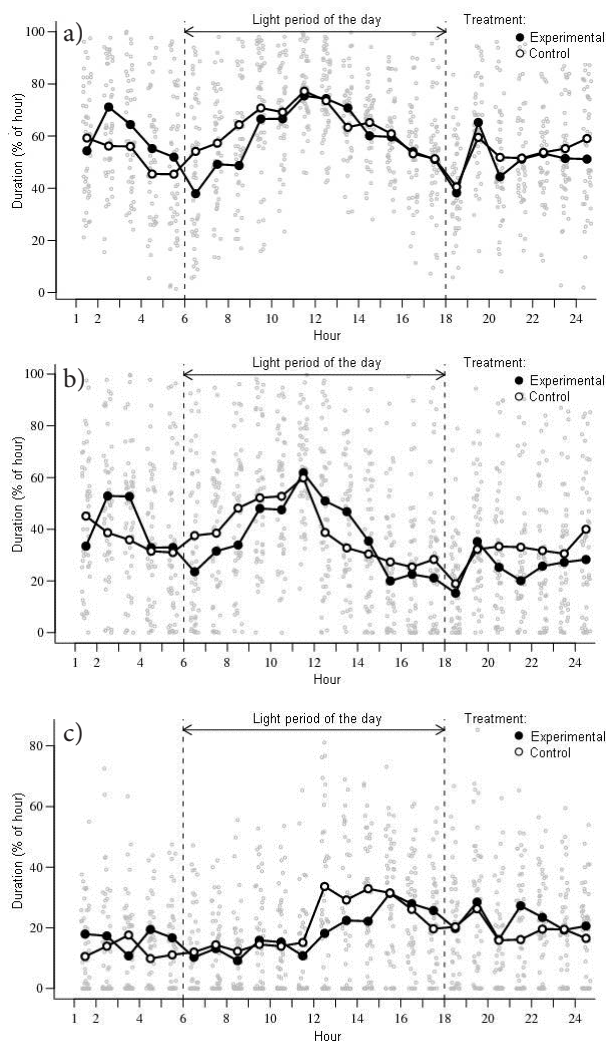 a)
Light period of the day
Treatment:
Experimental
Control
Duration (% of hour)
100
80
60
40
20
0
1 2 4 6 8 10 12 14 16 18 20 22 24
Hour
b)
Light period of the day
Treatment:
Experimental
Control
Duration (% of hour)
100
80
60
40
20
0
1 2 4 6 8 10 12 14 16 18 20 22 24
Hour
c)
Light period of the day
Treatment:
Experimental
Control
Duration (% of hour)
80
60
40
20
0
1 2 4 6 8 10 12 14 16 18 20 22 24
Hour